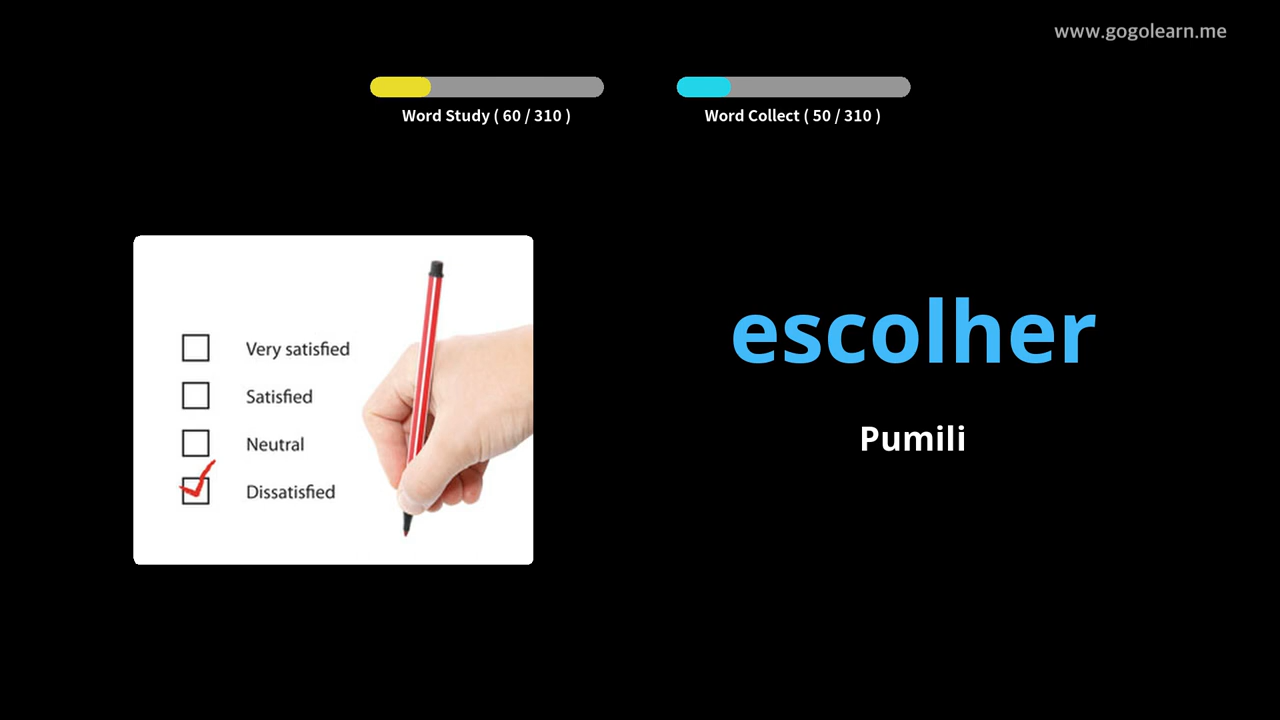 www.gogolearn.me
Word Study ( 60 / 310 )
Word Collect ( 50 / 310 )
Very satisfied
Satisfied
Neutral
Dissatisfied
escolher
Pumili